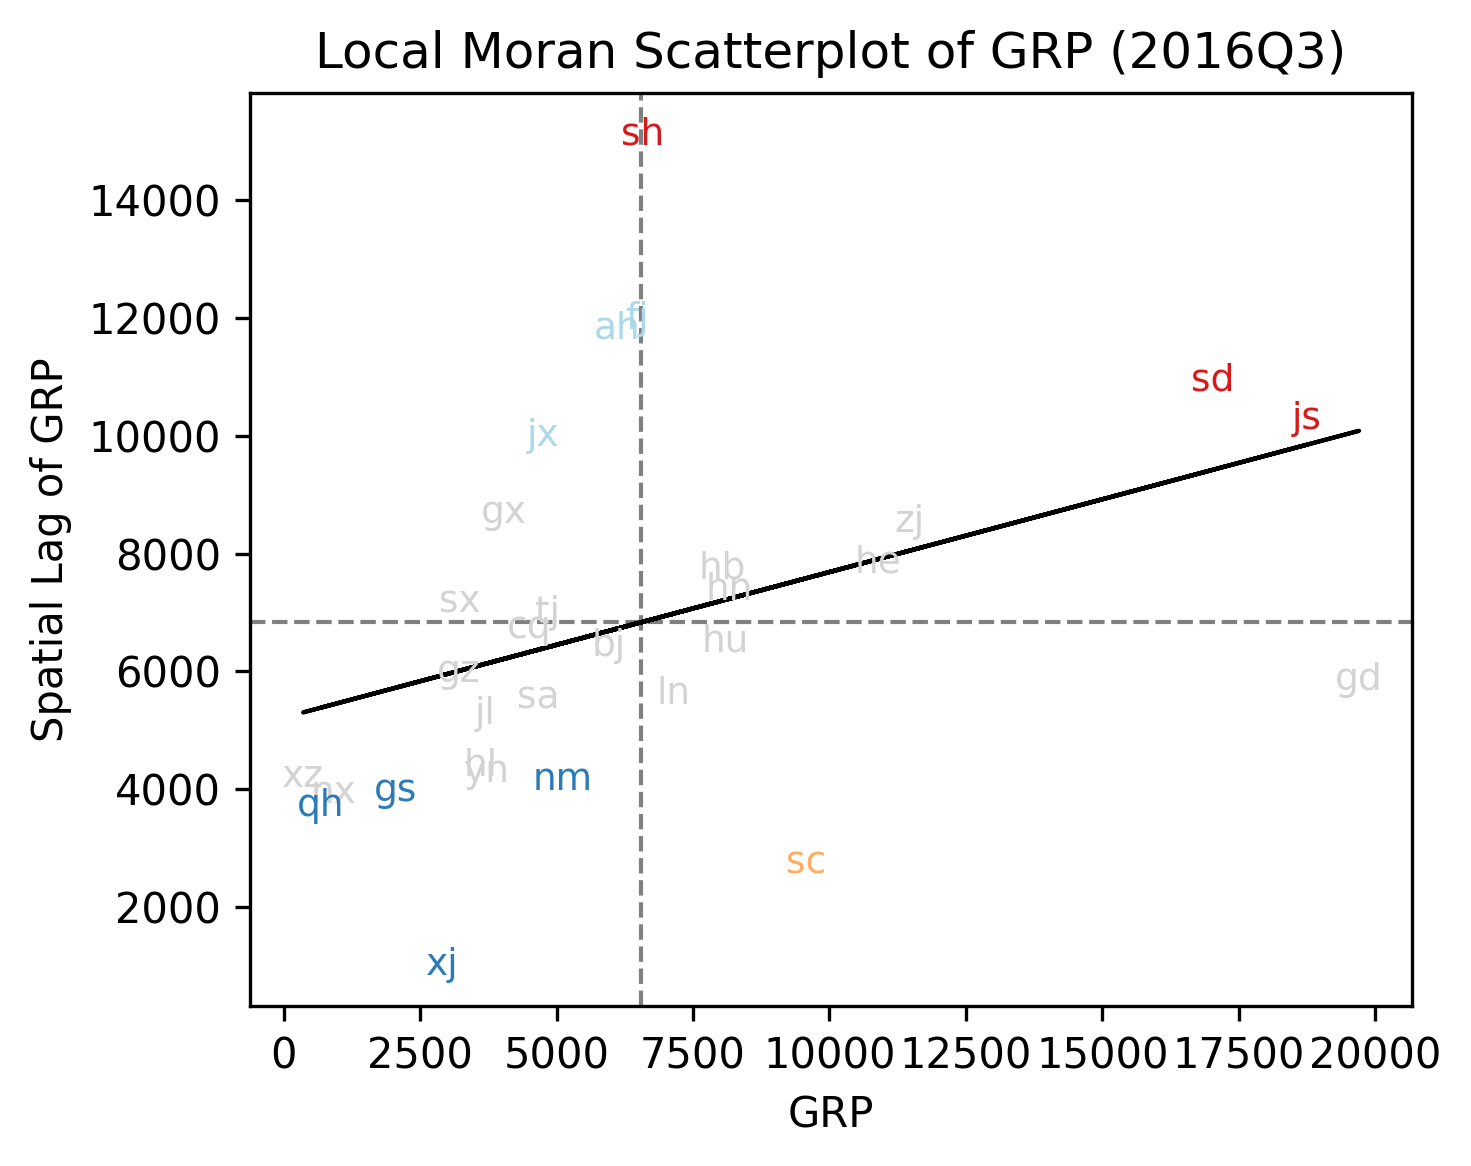 Local Moran Scatterplot of GRP (2016Q3)
sh
14000
fj
12000
ah
sd
js
10000
jx
gx
zj
8000
hb
he
hn
sx
tj
cq
bj
hu
6000
gz
gd
sa
ln
jl
hl
yn
xz
nm
4000
nx
gs
qh
sc
2000
xj
0 2500 5000 7500 10000 12500 15000 17500 20000
GRP
Spatial Lag of GRP